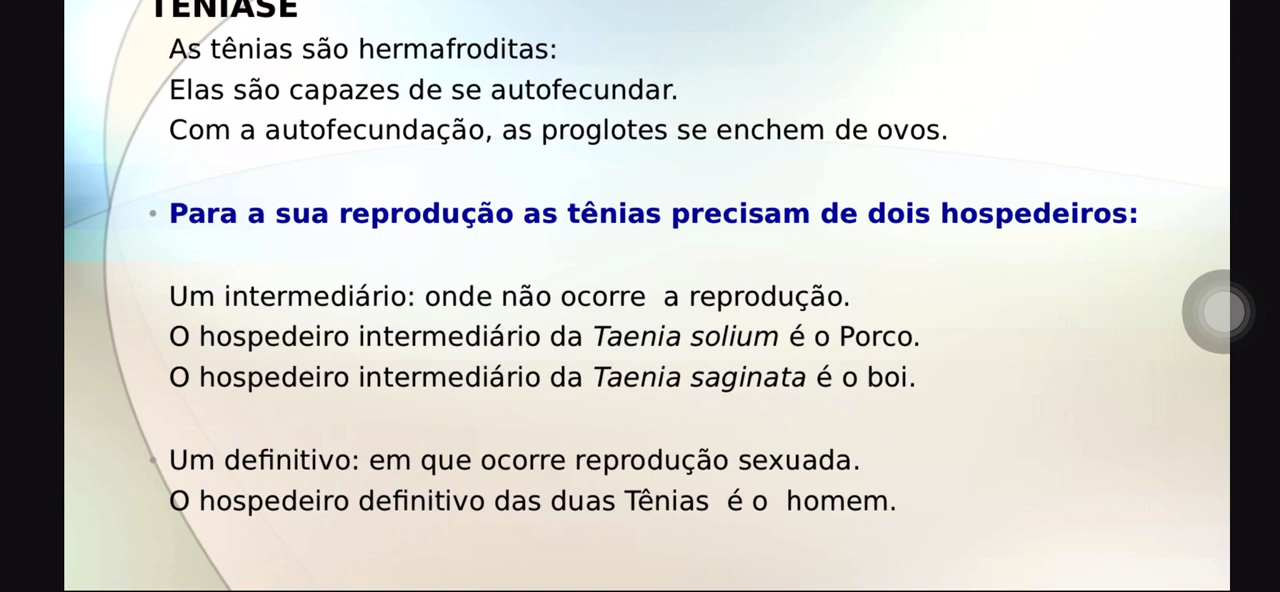 TENÍASE
As tênias são hermafroditas:
Elas são capazes de se autofecundar.
Com a autofecundação, as proglotes se enchem de ovos.
• Para a sua reprodução as tênias precisam de dois hospedeiros:
Um intermediário: onde não ocorre  a reprodução.
O hospedeiro intermediário da Taenia solium é o Porco.
O hospedeiro intermediário da Taenia saginata é o boi.
• Um definitivo: em que ocorre reprodução sexuada.
O hospedeiro definitivo das duas Tênias  é o  homem.